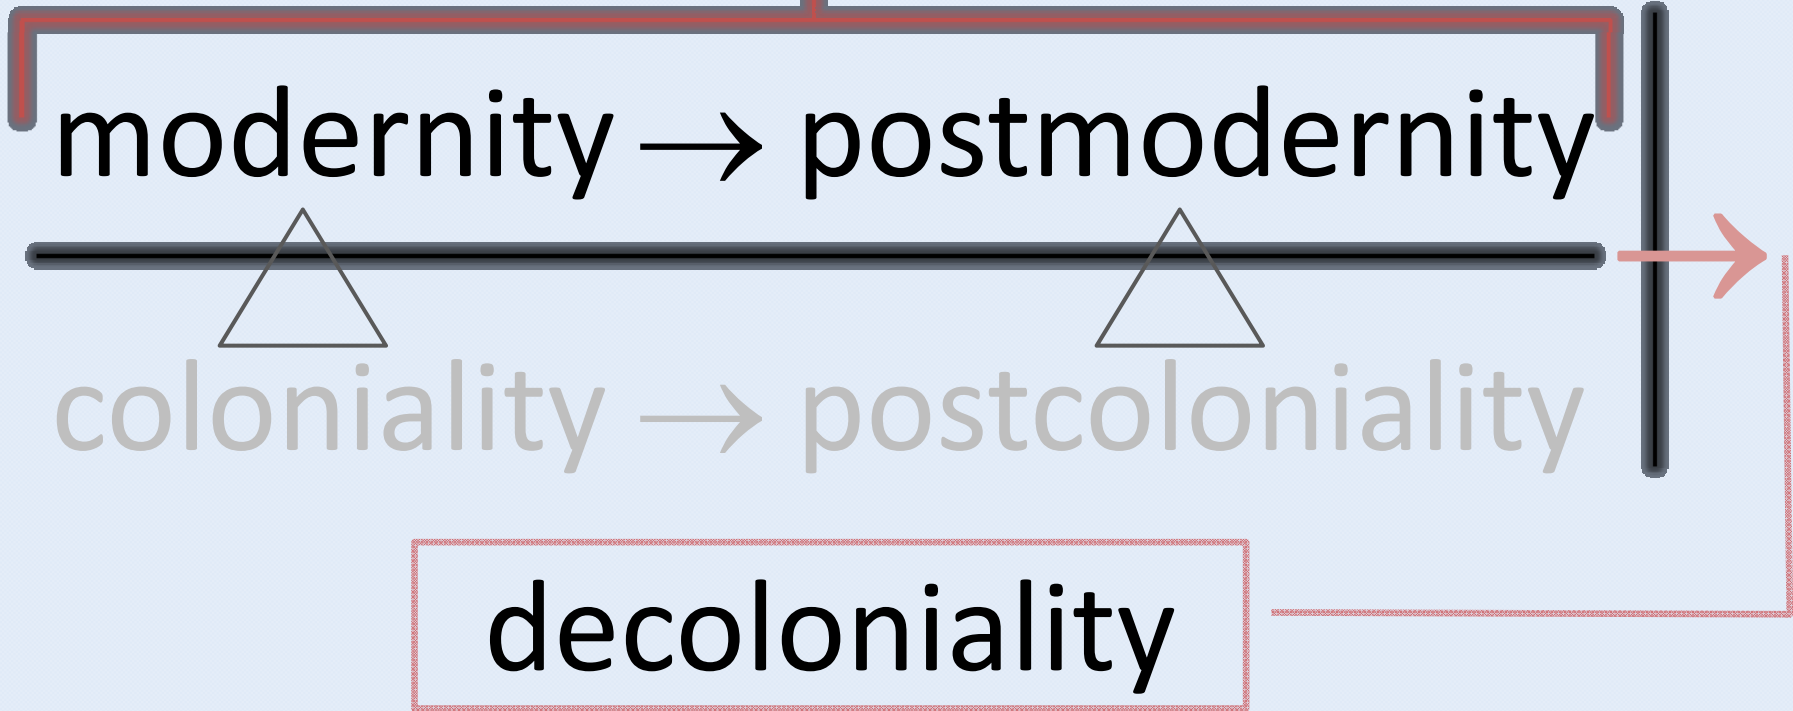 modernity → postmodernity
coloniality → postcoloniality
decoloniality